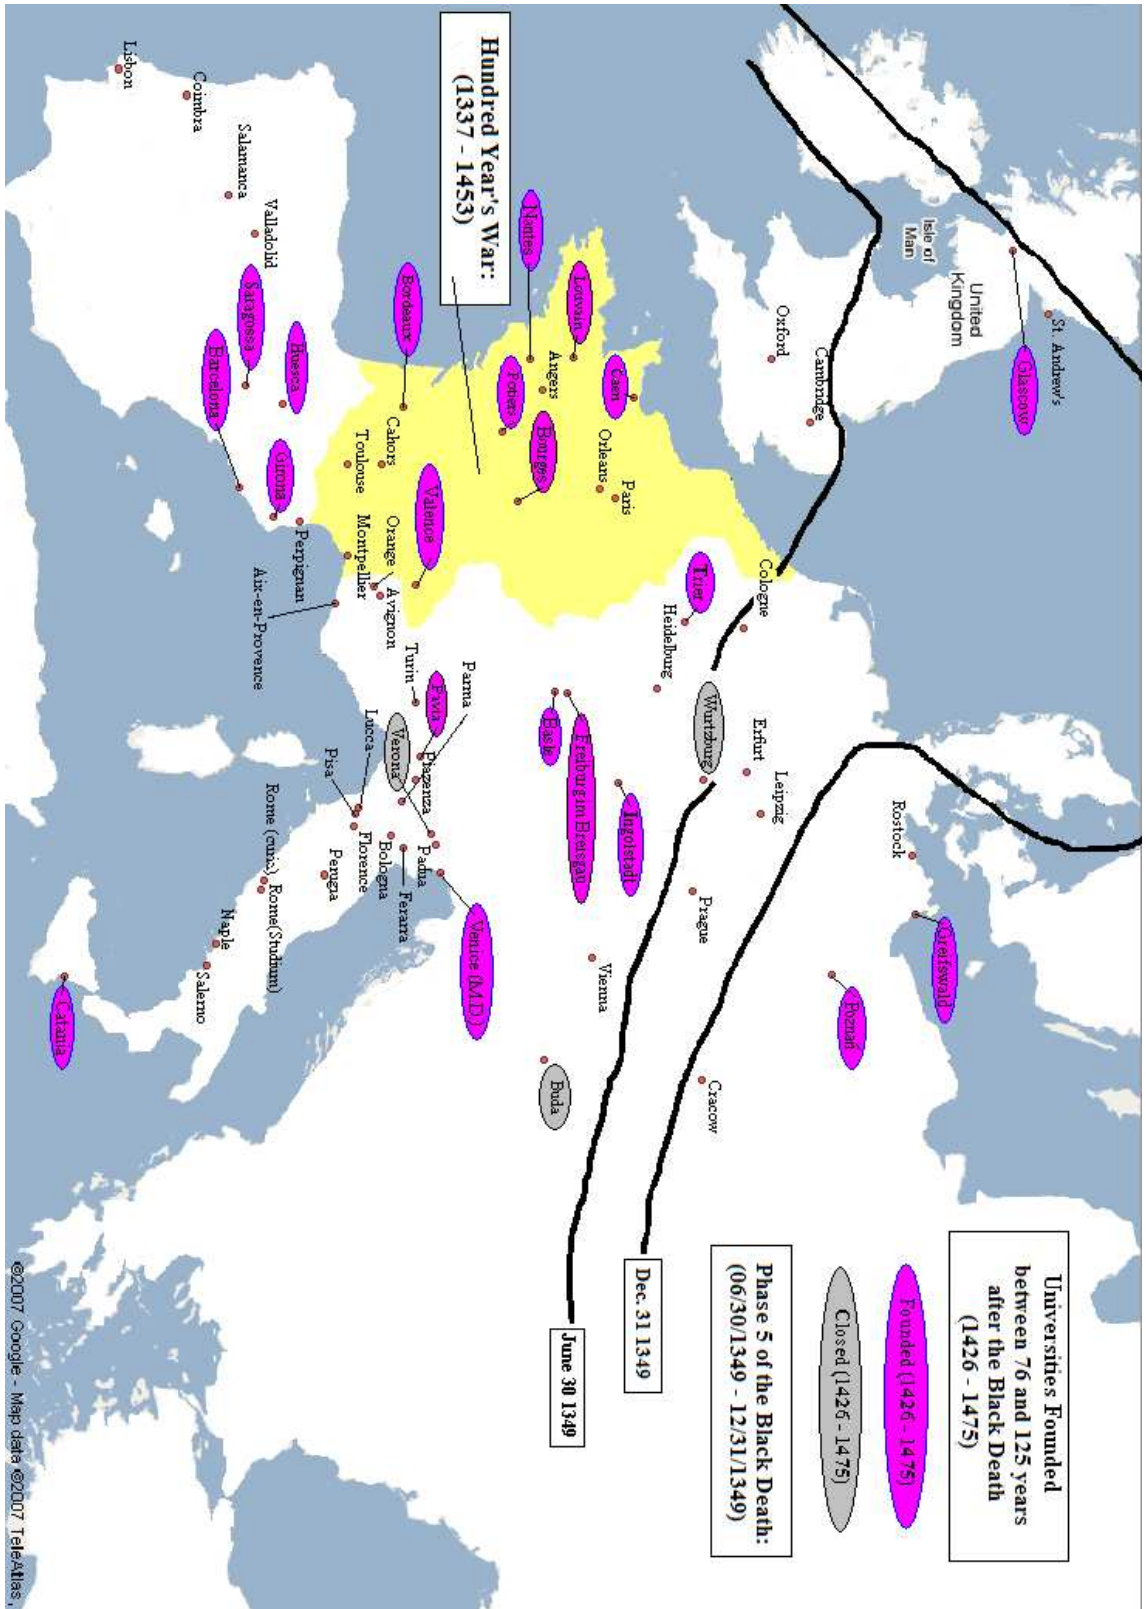 Universities Founded
between 76 and 125 years
after the Black Death
(1426 - 1475)
Founded (1426 - 1475)
Closed (1426 - 1475)
Phase 5 of the Black Death:
(06/30/1349 - 12/31/1349)
Dec. 31 1349
June 30 1349
Hundred Year's War:
(1337 - 1453)
St. Andrew's
Glascow
United
Kingdom
Isle of
Man
Cambridge
Oxford
Rostock
Greifswald
Poznań
Cologne
Erfurt
Leipzig
Wurtzburg
Trier
Heidelburg
Prague
Cracow
Ingolstadt
Freiburg im Breisgau
Basle
Vienna
Buda
Caen
Paris
Orleans
Louvain
Angers
Nantes
Potiers
Bourges
Bordeaux
Valence
Cahors
Toulouse
Orange
Avignon
Montpellier
Perpignan
Aix-en-Provence
Turin
Pavia
Parma
Piazenza
Verona
Padua
Venice (M.D.)
Lucca
Pisa
Florence
Bologna
Ferarra
Perugia
Rome (curia)
Rome(Studium)
Naple
Salerno
Catania
Huesca
Saragossa
Barcelona
Girona
Valladolid
Salamanca
Coimbra
Lisbon
©2007 Google - Map data ©2007 TeleAtlas,